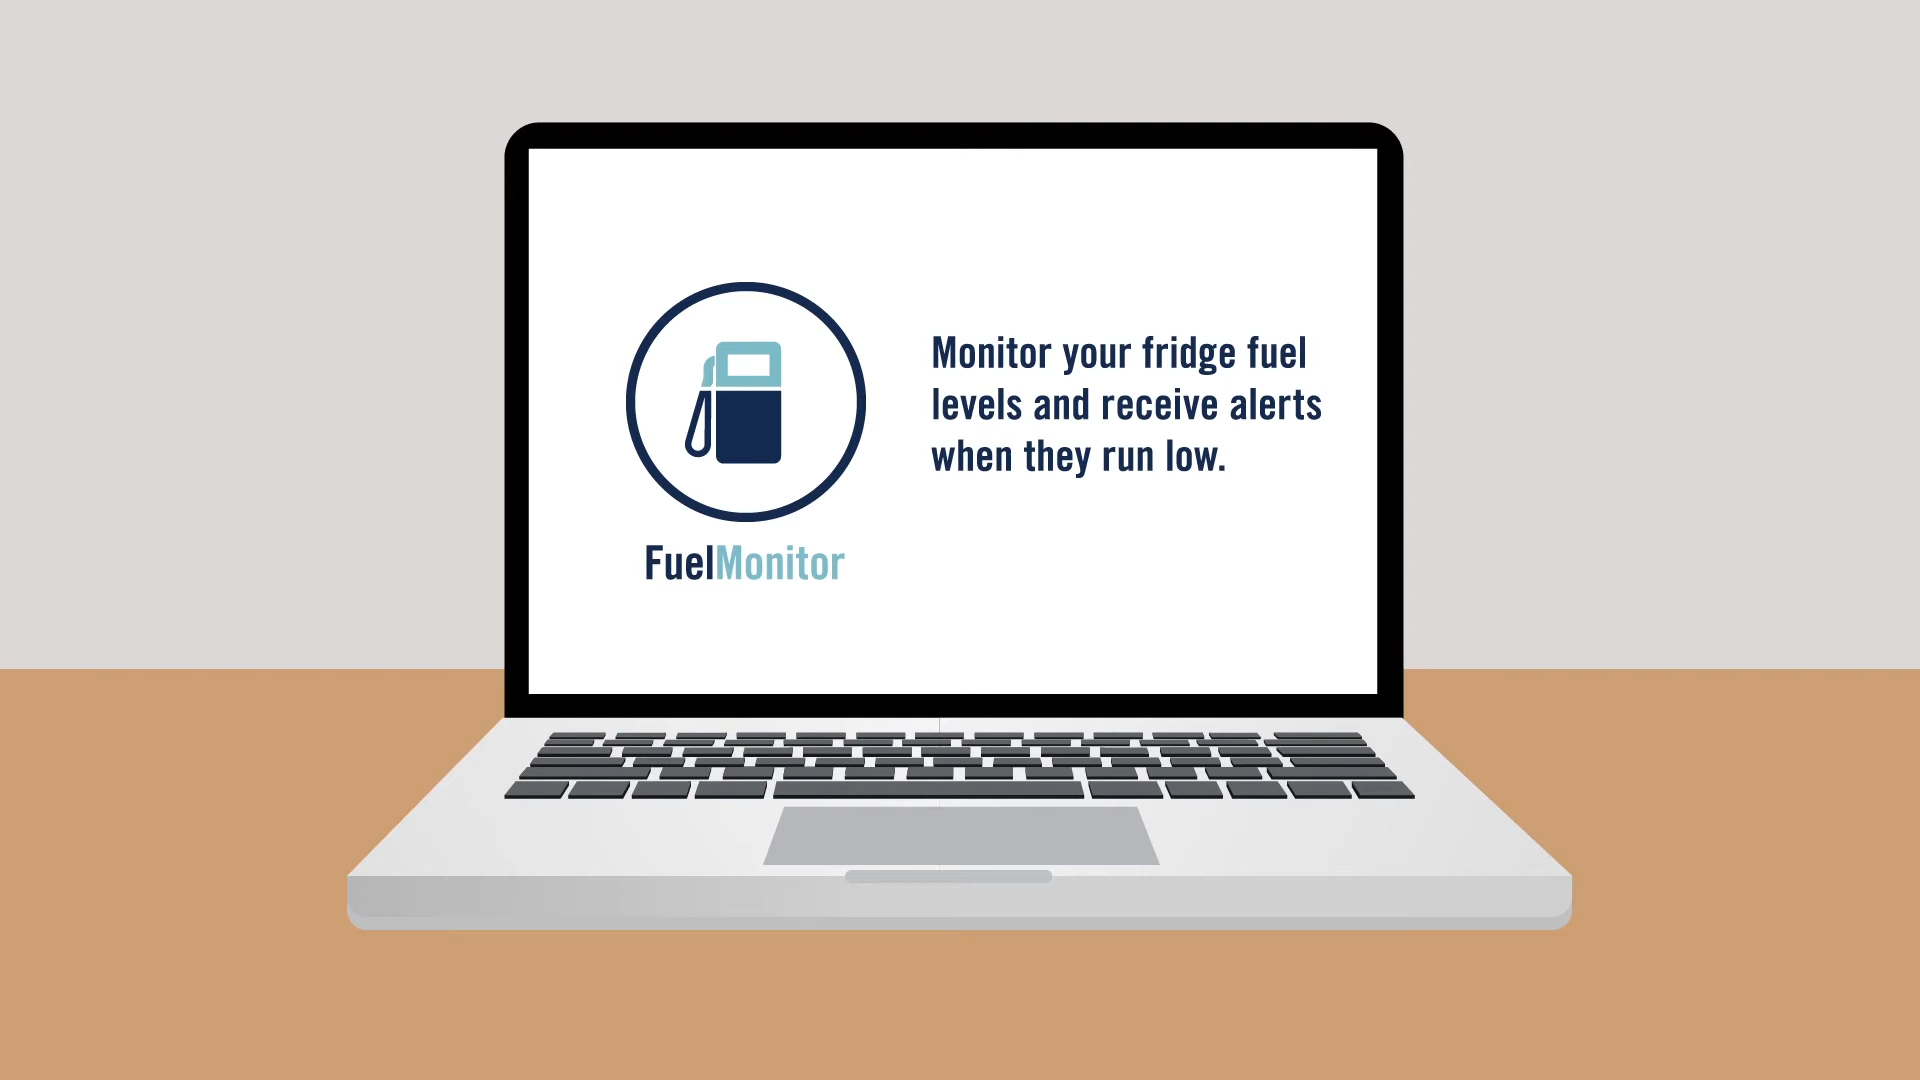 Monitor your fridge fuel
levels and receive alerts
when they run low.
FuelMonitor